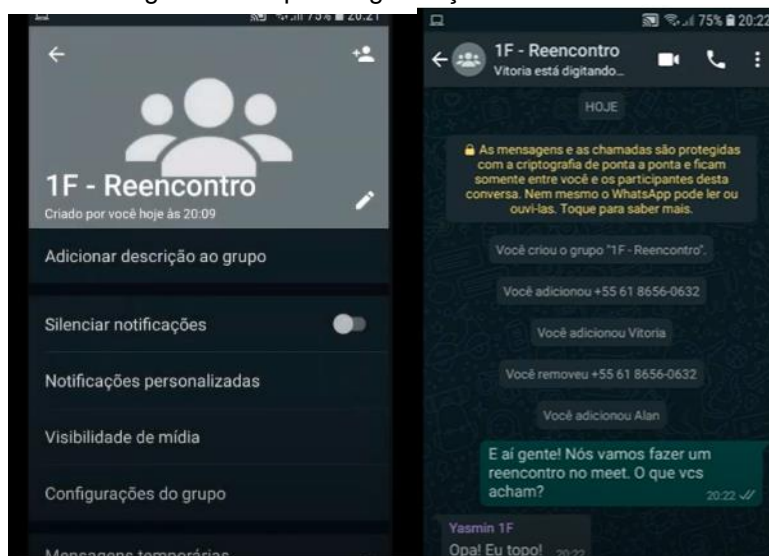 75% 20:21
1F - Reencontro
Criado por você hoje às 20:09
Adicionar descrição ao grupo
Silenciar notificações
Notificações personalizadas
Visibilidade de mídia
Configurações do grupo
Mensagens temporárias
75% 20:22
1F - Reencontro
Vitoria está digitando...
HOJE
As mensagens e as chamadas são protegidas
com a criptografia de ponta a ponta e ficam
somente entre você e os participantes desta
conversa. Nem mesmo o WhatsApp pode ler ou
ouvi-las. Toque para saber mais.
Você criou o grupo "1F - Reencontro".
Você adicionou +55 61 8656-0632
Você adicionou Vitoria
Você removeu +55 61 8656-0632
Você adicionou Alan
E aí gente! Nós vamos fazer um
reencontro no meet. O que vcs
acham?
20:22
Yasmin 1F
Opa! Eu topo! 20:22